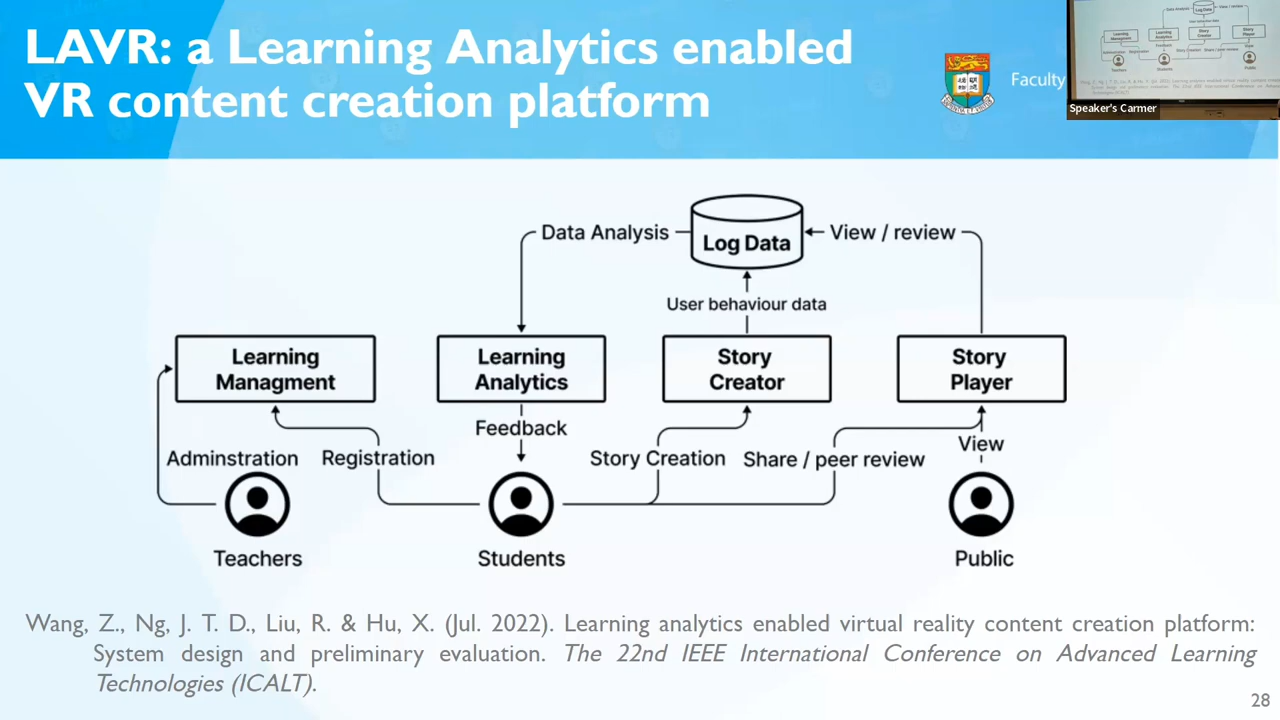 LAVR: a Learning Analytics enabled
VR content creation platform
Faculty
Speaker's Carmer
Data Analysis
Log Data
View / review
User behaviour data
Learning
Managment
Learning
Analytics
Story
Creator
Story
Player
Feedback
View
Adminstration
Registration
Story Creation
Share / peer review
Teachers
Students
Public
Wang, Z., Ng, J. T. D., Liu, R. & Hu, X. (Jul. 2022). Learning analytics enabled virtual reality content creation platform:
System design and preliminary evaluation. The 22nd IEEE International Conference on Advanced Learning
Technologies (ICALT).
28